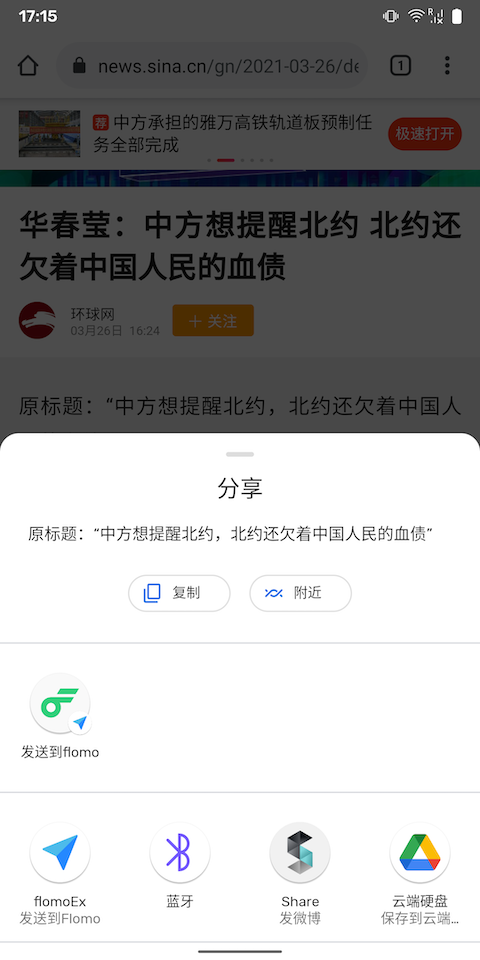 17:15
R
news.sina.cn/gn/2021-03-26/de
1
荐 中方承担的雅万高铁轨道板预制任
务全部完成
极速打开
华春莹：中方想提醒北约 北约还
欠着中国人民的血债
环球网
03月26日 16:24
＋ 关注
原标题：“中方想提醒北约，北约还欠着中国人
分享
原标题：“中方想提醒北约，北约还欠着中国人民的血债”
复制
附近
发送到flomo
flomoEx
发送到Flomo
蓝牙
Share
发微博
云端硬盘
保存到云端...